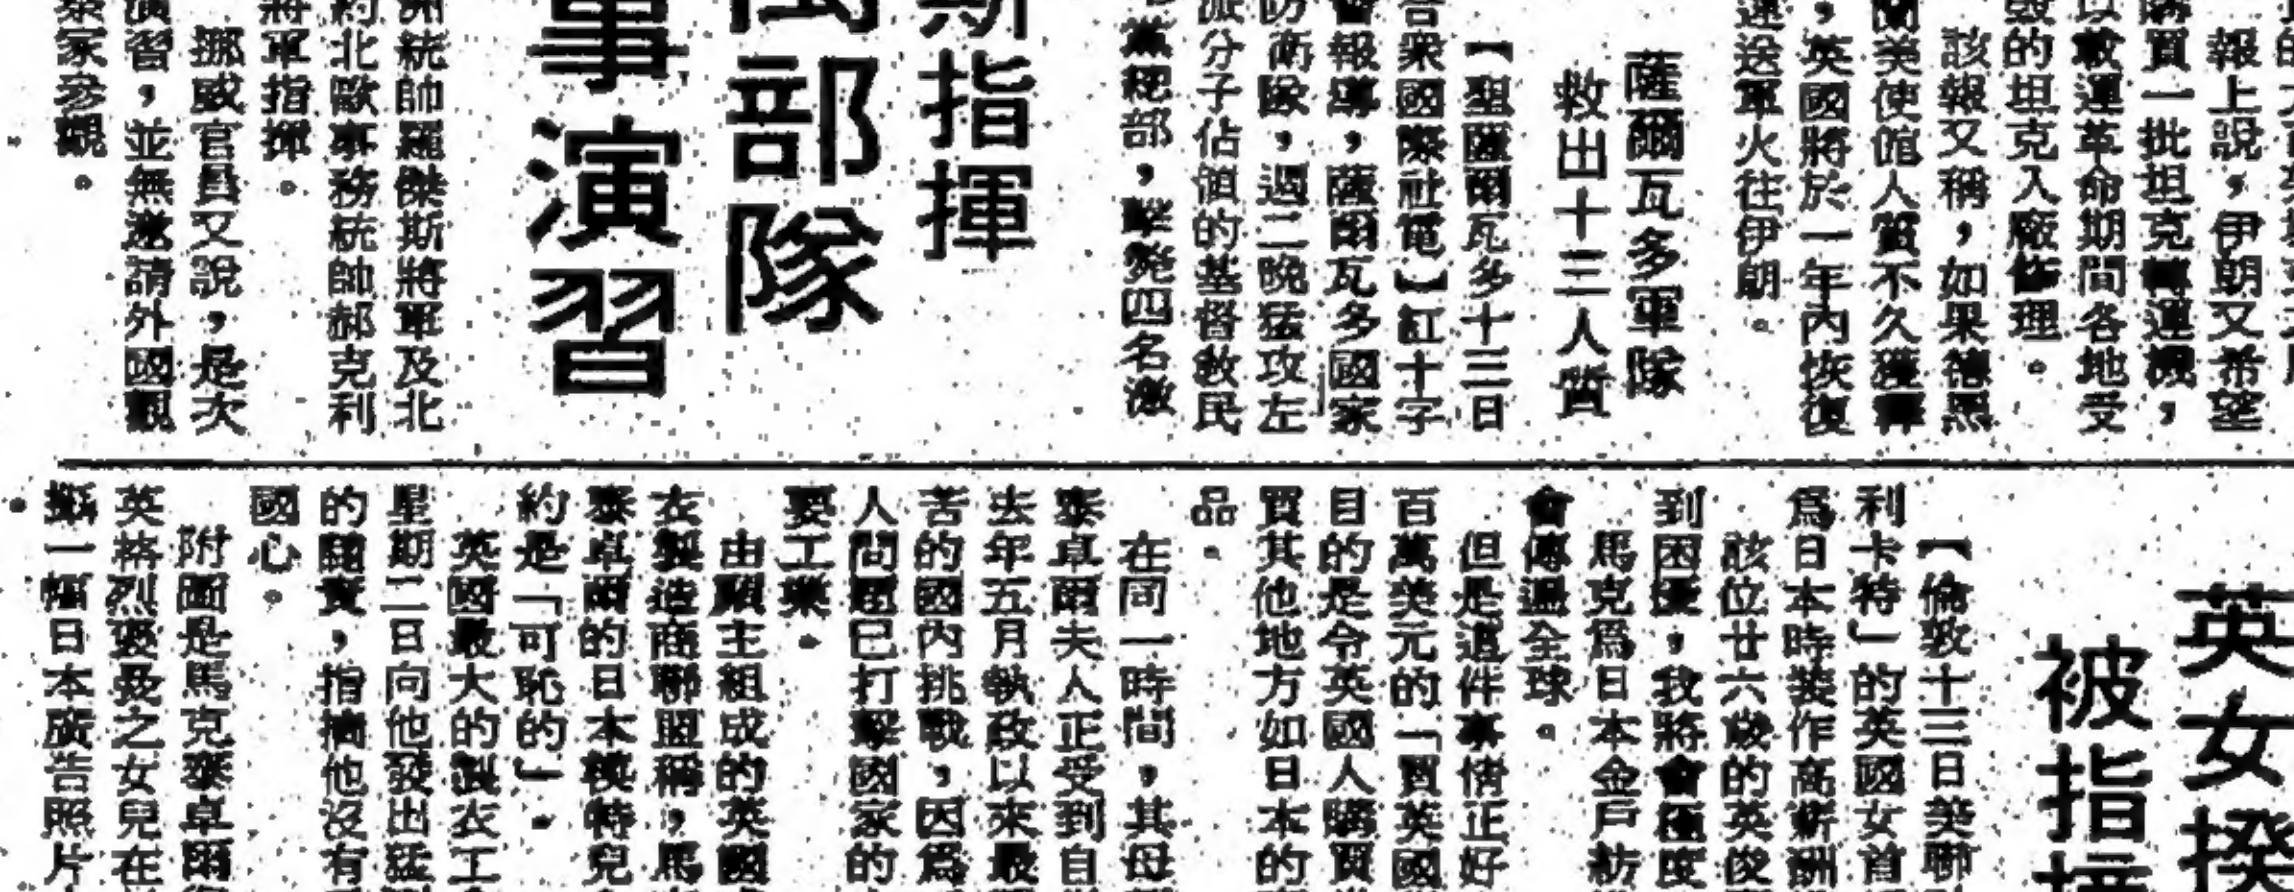 報上說，伊朗又希望
購買一批坦克轉運機，
以載運革命期間各地受
毀的坦克入廠修理。
該報又稱，如果德黑
蘭美使館人質不久獲釋
，英國將於一年內恢復
運送軍火往伊朗。
薩爾瓦多軍隊
救出十三人質
【聖薩爾瓦多十三日
合眾國際社電】紅十字
會報導，薩爾瓦多國家
防衛隊，週二晚猛攻左
派分子佔領的基督教民
黨總部，擊斃四名激
斯指揮
部隊
事演習
洲統帥羅傑斯將軍及北
約北歐事務統帥郝克利
將軍指揮。
挪威官員又說，是次
演習，並無邀請外國觀
察家參觀。
英女揆
被指
【倫敦十三日美聯
利卡特」的英國女首
爲日本時裝作高薪酬
該位廿六歲的英俊
到困擾，我將會極度
馬克爲日本金戶紡
會傳遍全球。
但是這件事情正好
百萬美元的「買英國
目的是令英國人購買
買其他地方如日本的
品。
在同一時間，其母
泰卓爾夫人正受到自
去年五月執政以來最
苦的國內挑戰，因爲
人問題已打擊國家的
要工業。
由顧主組成的英國
衣製造商聯盟稱，馬
泰卓爾的日本模特兒
約是「可恥的」。
英國最大的製衣工
星期二日向他發出猛
的譴責，指摘他沒有
國心。
附圖是馬克泰卓爾
英格烈褒曼之女兒在
攝一幅日本廣告照片